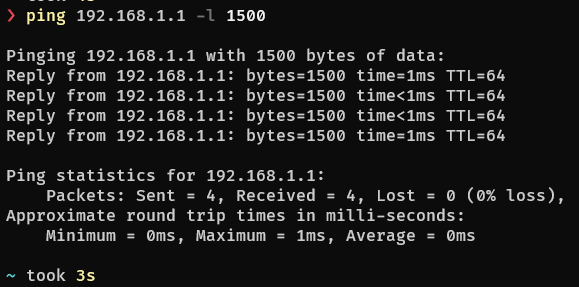 ❯ ping 192.168.1.1 -l 1500
Pinging 192.168.1.1 with 1500 bytes of data:
Reply from 192.168.1.1: bytes=1500 time=1ms TTL=64
Reply from 192.168.1.1: bytes=1500 time<1ms TTL=64
Reply from 192.168.1.1: bytes=1500 time<1ms TTL=64
Reply from 192.168.1.1: bytes=1500 time=1ms TTL=64
Ping statistics for 192.168.1.1:
    Packets: Sent = 4, Received = 4, Lost = 0 (0% loss),
Approximate round trip times in milli-seconds:
    Minimum = 0ms, Maximum = 1ms, Average = 0ms
~ took 3s